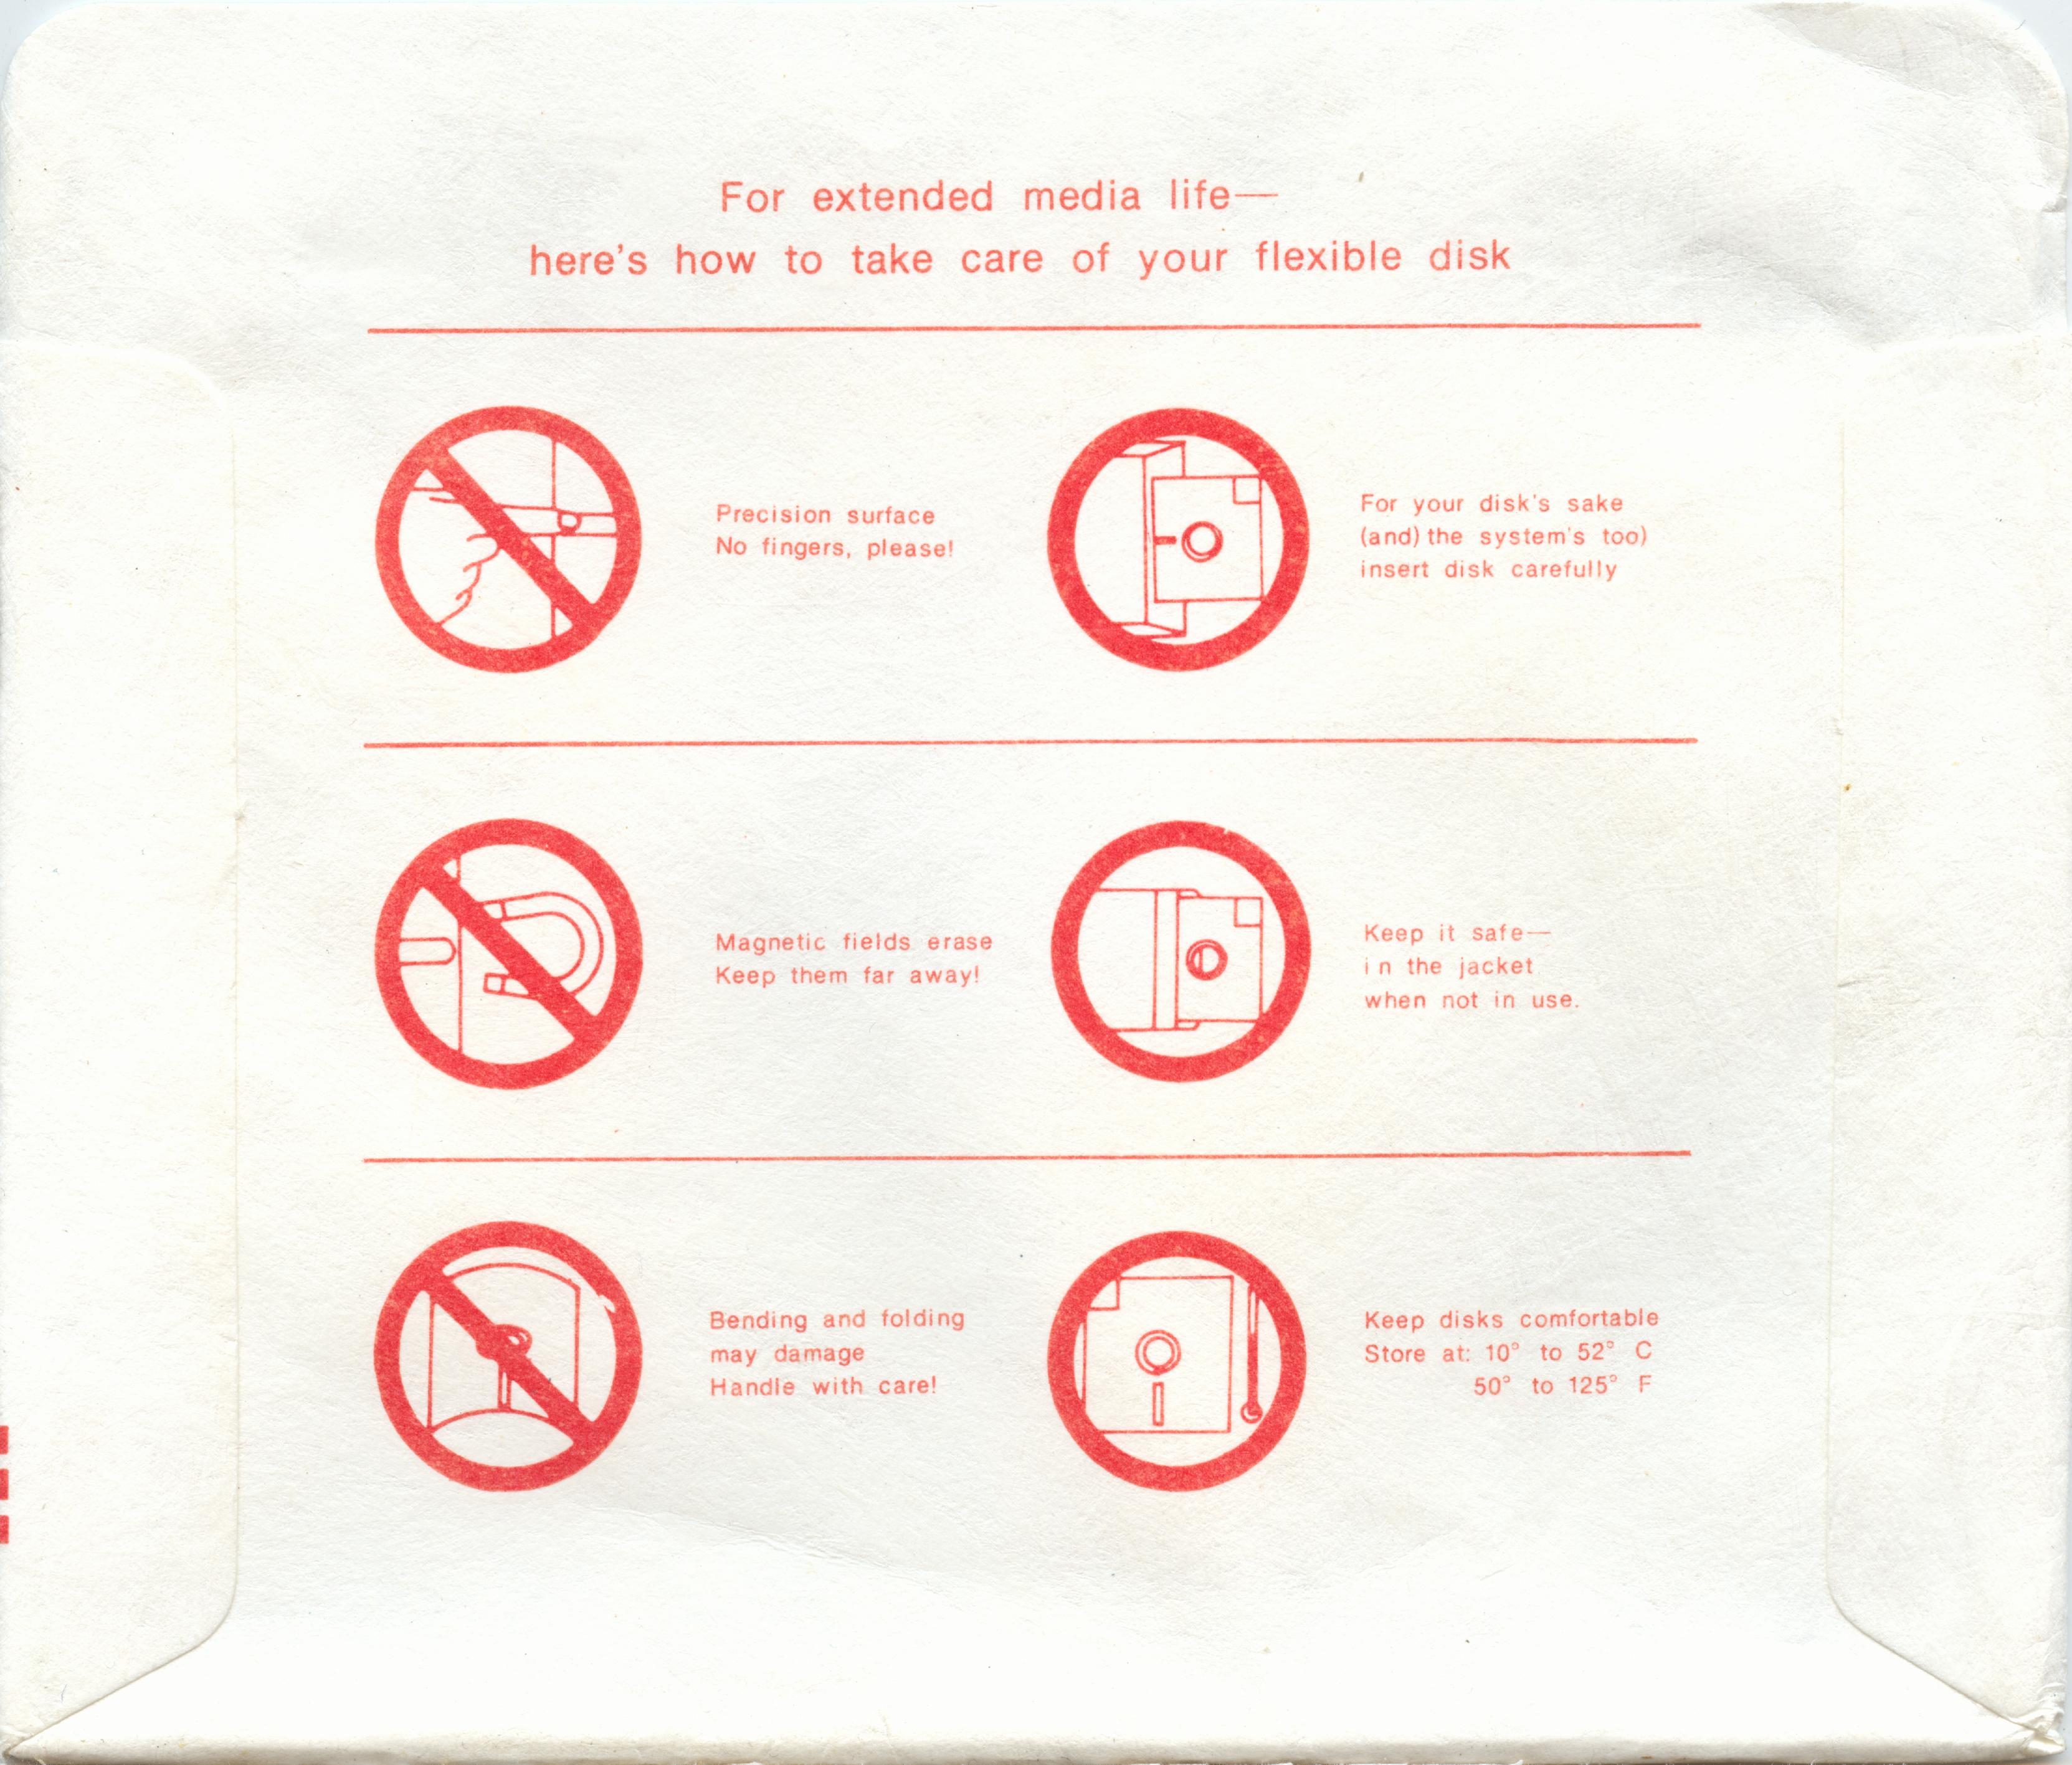 For extended media life—
here's how to take care of your flexible disk
Precision surface
No fingers, please!
For your disk's sake
(and) the system's too)
insert disk carefully
Magnetic fields erase
Keep them far away!
Keep it safe—
in the jacket
when not in use.
Bending and folding
may damage
Handle with care!
Keep disks comfortable
Store at: 10° to 52° C
50° to 125° F